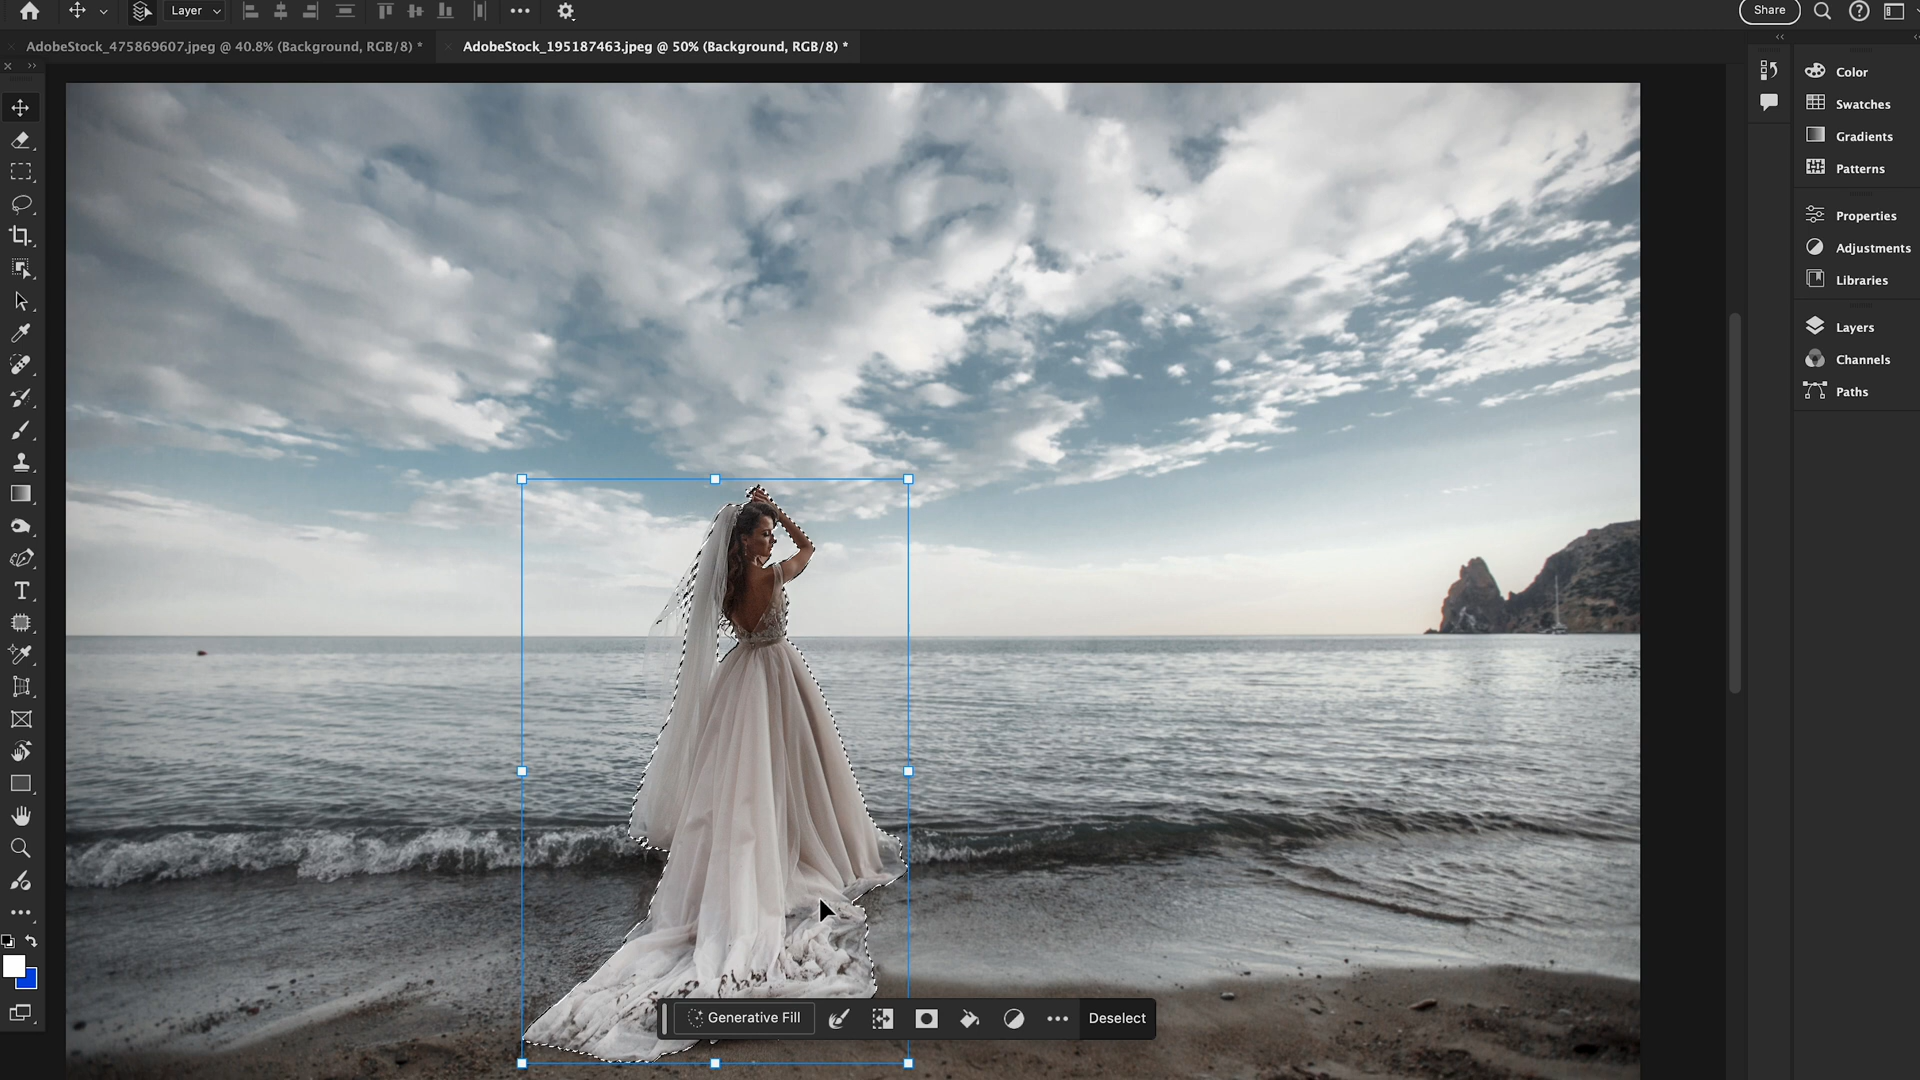 Layer
Share
AdobeStock_475869607.jpeg @ 40.8% (Background, RGB/8) *
AdobeStock_195187463.jpeg @ 50% (Background, RGB/8) *
Color
Swatches
Gradients
Patterns
Properties
Adjustments
Libraries
Layers
Channels
Paths
Generative Fill
Deselect